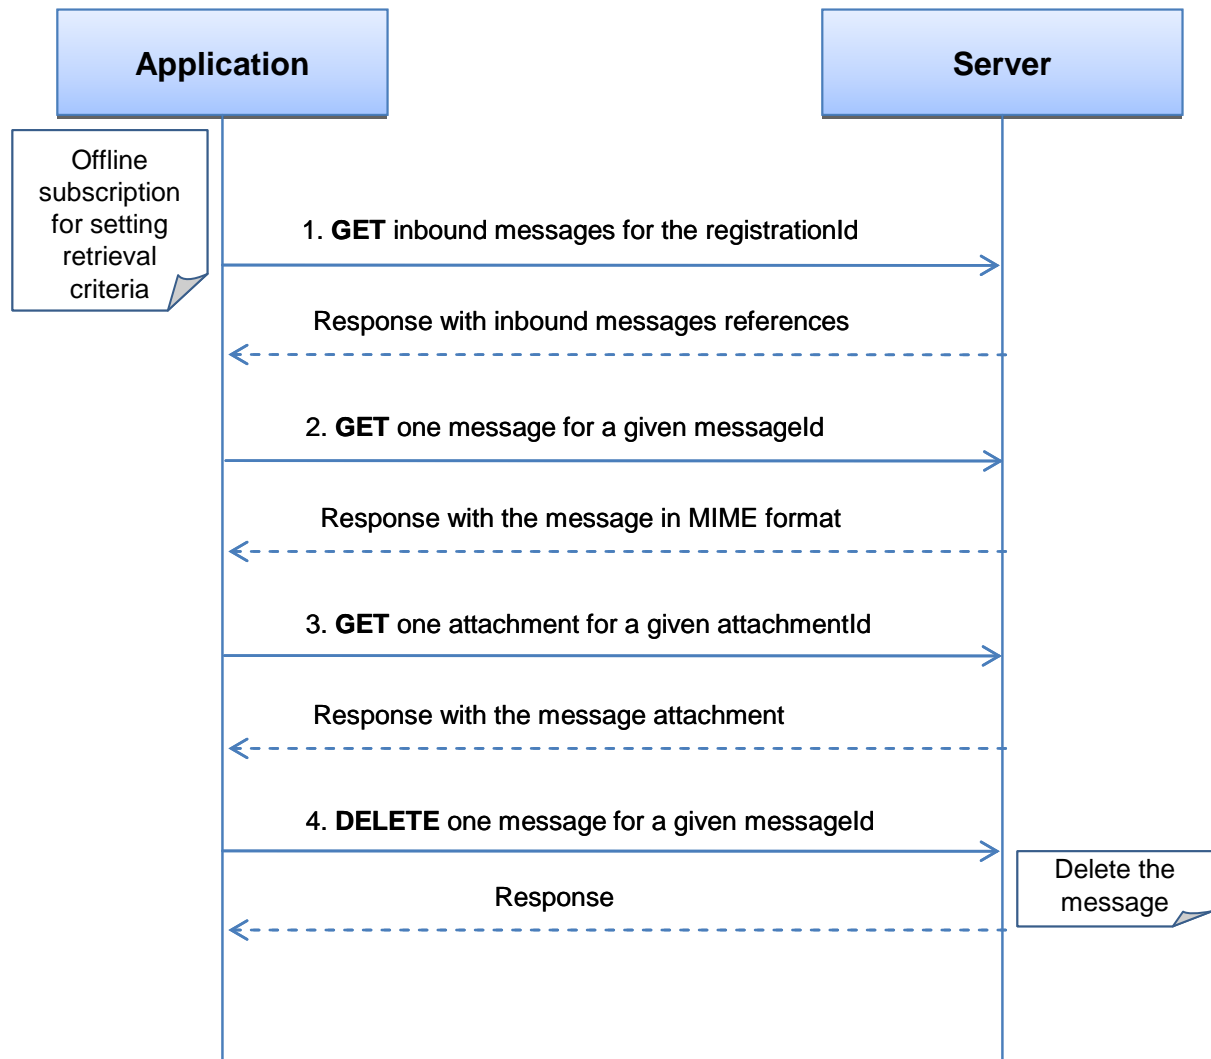 Application
Server
Offline
subscription
for setting
retrieval
criteria
1. GET inbound messages for the registrationId
Response with inbound messages references
2. GET one message for a given messageId
Response with the message in MIME format
3. GET one attachment for a given attachmentId
Response with the message attachment
4. DELETE one message for a given messageId
Delete the
message
Response